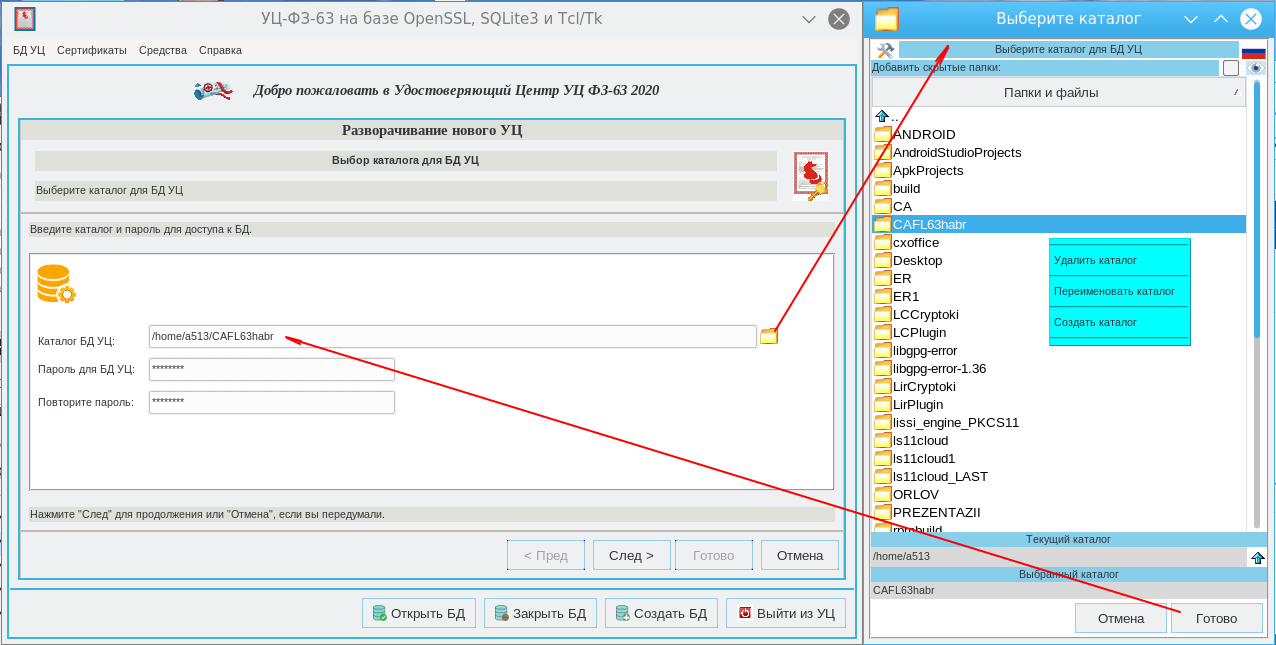 УЦ-ФЗ-63 на базе OpenSSL, SQLite3 и Tcl/Tk
БД УЦ Сертификаты Средства Справка
Добро пожаловать в Удостоверяющий Центр УЦ ФЗ-63 2020
Разворачивание нового УЦ
Выбор каталога для БД УЦ
Выберите каталог для БД УЦ
Введите каталог и пароль для доступа к БД.
Каталог БД УЦ: /home/a513/CAFL63habr
Пароль для БД УЦ: ********
Повторите пароль: ********
Нажмите "След" для продолжения или "Отмена", если вы передумали.
< Пред След > Готово Отмена
Открыть БД Закрыть БД Создать БД Выйти из УЦ
Выберите каталог
Выберите каталог для БД УЦ
Добавить скрытые папки:
Папки и файлы
..
ANDROID
AndroidStudioProjects
ApkProjects
build
CA
CAFL63habr
cxoffice
Desktop
ER
ER1
LCCryptoki
LCPlugin
libgpg-error
libgpg-error-1.36
LirCryptoki
LirPlugin
lissi_engine_PKCS11
ls11cloud
ls11cloud1
ls11cloud_LAST
ORLOV
PREZENTAZII
rpmbuild
Удалить каталог
Переименовать каталог
Создать каталог
Текущий каталог
/home/a513
Выбранный каталог
CAFL63habr
Отмена Готово